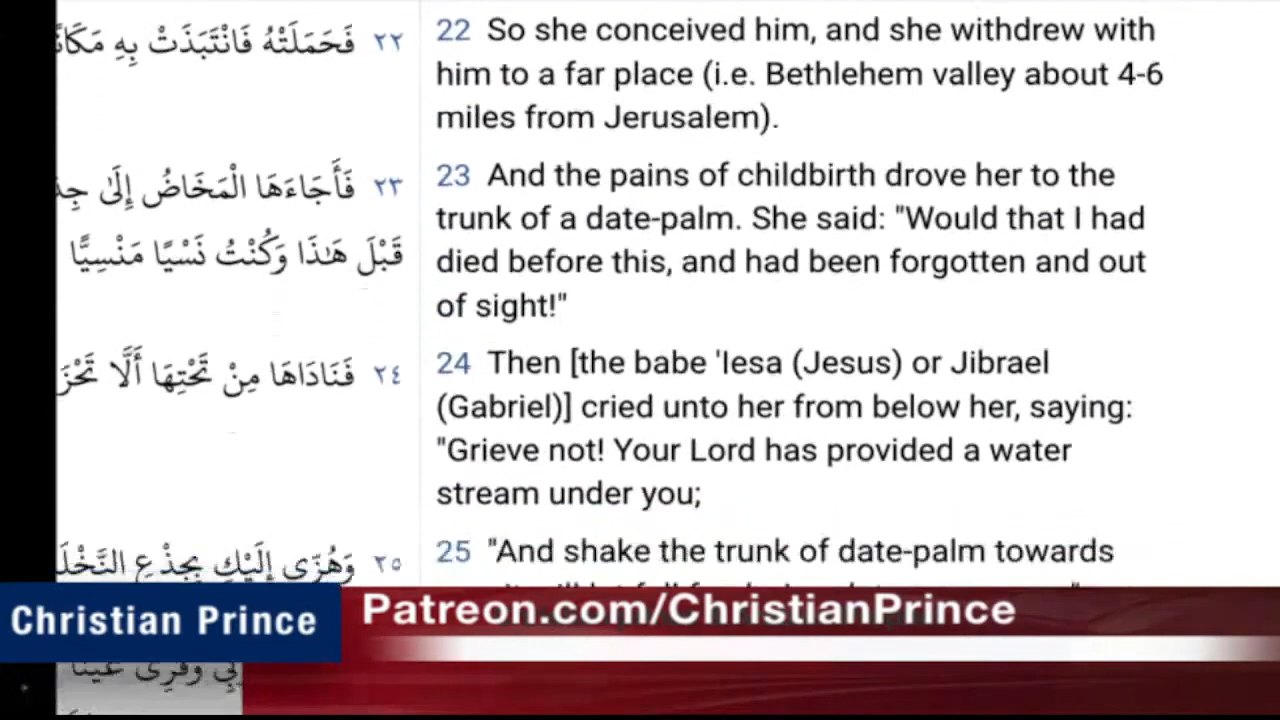 22 So she conceived him, and she withdrew with
him to a far place (i.e. Bethlehem valley about 4-6
miles from Jerusalem).
٢٢ فَحَمَلَتْهُ فَانْتَبَذَتْ بِهِ
23 And the pains of childbirth drove her to the
trunk of a date-palm. She said: "Would that I had
died before this, and had been forgotten and out
of sight!"
٢٣ فَأَجَاءَهَا الْمَخَاضُ إِلَىٰ
قَبْلَ هَٰذَا وَكُنْتُ نَسْيًا مَنْسِيًّا
24 Then [the babe 'Iesa (Jesus) or Jibrael
(Gabriel)] cried unto her from below her, saying:
"Grieve not! Your Lord has provided a water
stream under you;
٢٤ فَنَادَاهَا مِنْ تَحْتِهَا أَلَّا
25 "And shake the trunk of date-palm towards
٢٥ وَهُزِّي إِلَيْكِ بِجِذْعِ
Christian Prince
Patreon.com/ChristianPrince